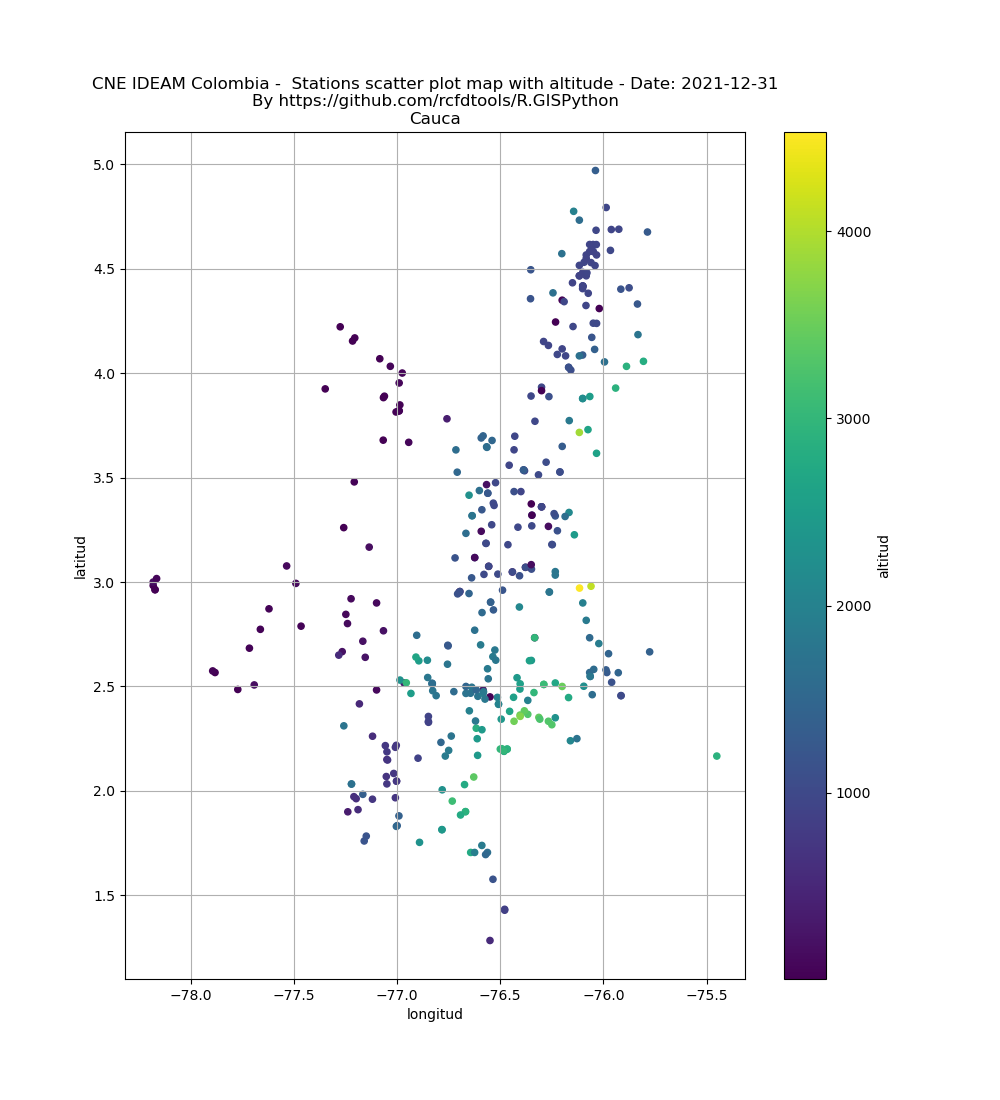 CNE IDEAM Colombia -  Stations scatter plot map with altitude - Date: 2021-12-31
By https://github.com/rcfdtools/R.GISPython
Cauca
5.0
4.5
4.0
3.5
3.0
2.5
2.0
1.5
latitud
−78.0 −77.5 −77.0 −76.5 −76.0 −75.5
longitud
4000
3000
2000
1000
altitud